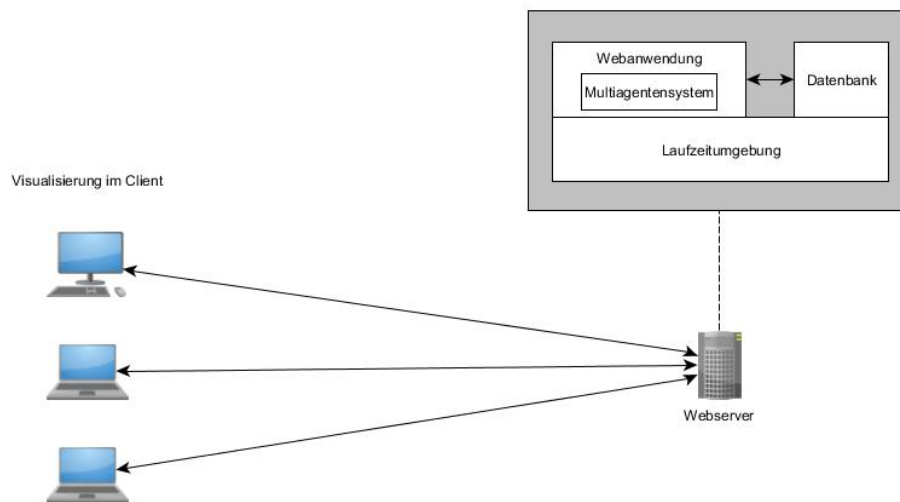 Webanwendung
Multiagentensystem
Datenbank
Laufzeitumgebung
Visualisierung im Client
Webserver